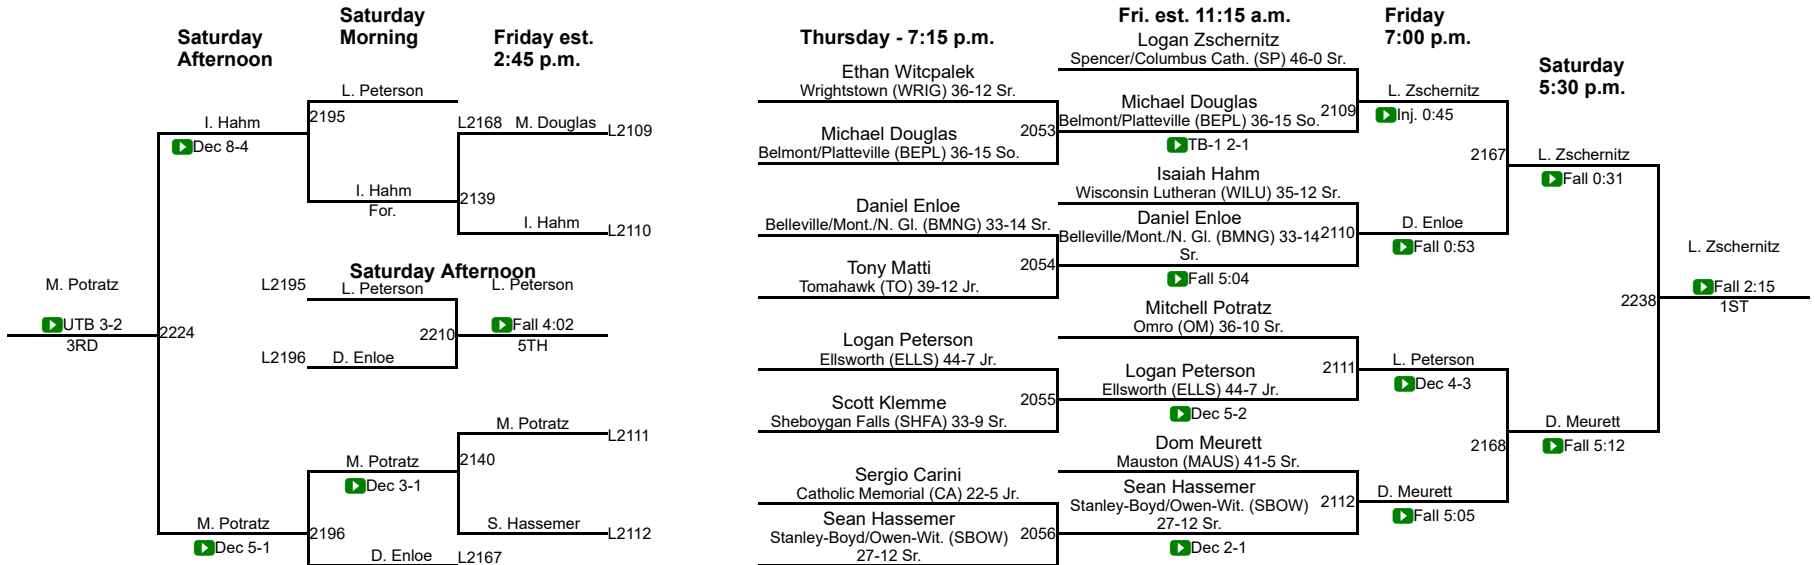 Saturday
Afternoon
Saturday
Morning
Friday est.
2:45 p.m.
L. Peterson
2195
I. Hahm
Dec 8-4
L2168
M. Douglas
L2109
I. Hahm
For.
2139
I. Hahm
L2110
M. Potratz
UTB 3-2
3RD
2224
Saturday Afternoon
L2195
L. Peterson
L. Peterson
2210
Fall 4:02
5TH
L2196
D. Enloe
M. Potratz
L2111
M. Potratz
Dec 3-1
2140
S. Hassemer
L2112
M. Potratz
Dec 5-1
2196
D. Enloe
L2167
Thursday - 7:15 p.m.
Ethan Witcpalek
Wrightstown (WRIG) 36-12 Sr.
2053
Michael Douglas
Belmont/Platteville (BEPL) 36-15 So.
Daniel Enloe
Belleville/Mont./N. Gl. (BMNG) 33-14 Sr.
2054
Tony Matti
Tomahawk (TO) 39-12 Jr.
Logan Peterson
Ellsworth (ELLS) 44-7 Jr.
2055
Scott Klemme
Sheboygan Falls (SHFA) 33-9 Sr.
Sergio Carini
Catholic Memorial (CA) 22-5 Jr.
2056
Sean Hassemer
Stanley-Boyd/Owen-Wit. (SBOW)
27-12 Sr.
Fri. est. 11:15 a.m.
Logan Zschernitz
Spencer/Columbus Cath. (SP) 46-0 Sr.
2109
Michael Douglas
Belmont/Platteville (BEPL) 36-15 So.
TB-1 2-1
Isaiah Hahm
Wisconsin Lutheran (WILU) 35-12 Sr.
2110
Daniel Enloe
Belleville/Mont./N. Gl. (BMNG) 33-14
Sr.
Fall 5:04
Mitchell Potratz
Omro (OM) 36-10 Sr.
2111
Logan Peterson
Ellsworth (ELLS) 44-7 Jr.
Dec 5-2
Dom Meurett
Mauston (MAUS) 41-5 Sr.
2112
Sean Hassemer
Stanley-Boyd/Owen-Wit. (SBOW)
27-12 Sr.
Dec 2-1
Friday
7:00 p.m.
L. Zschernitz
Inj. 0:45
2167
D. Enloe
Fall 0:53
L. Peterson
Dec 4-3
2168
D. Meurett
Fall 5:05
Saturday
5:30 p.m.
L. Zschernitz
Fall 0:31
2238
D. Meurett
Fall 5:12
L. Zschernitz
Fall 2:15
1ST